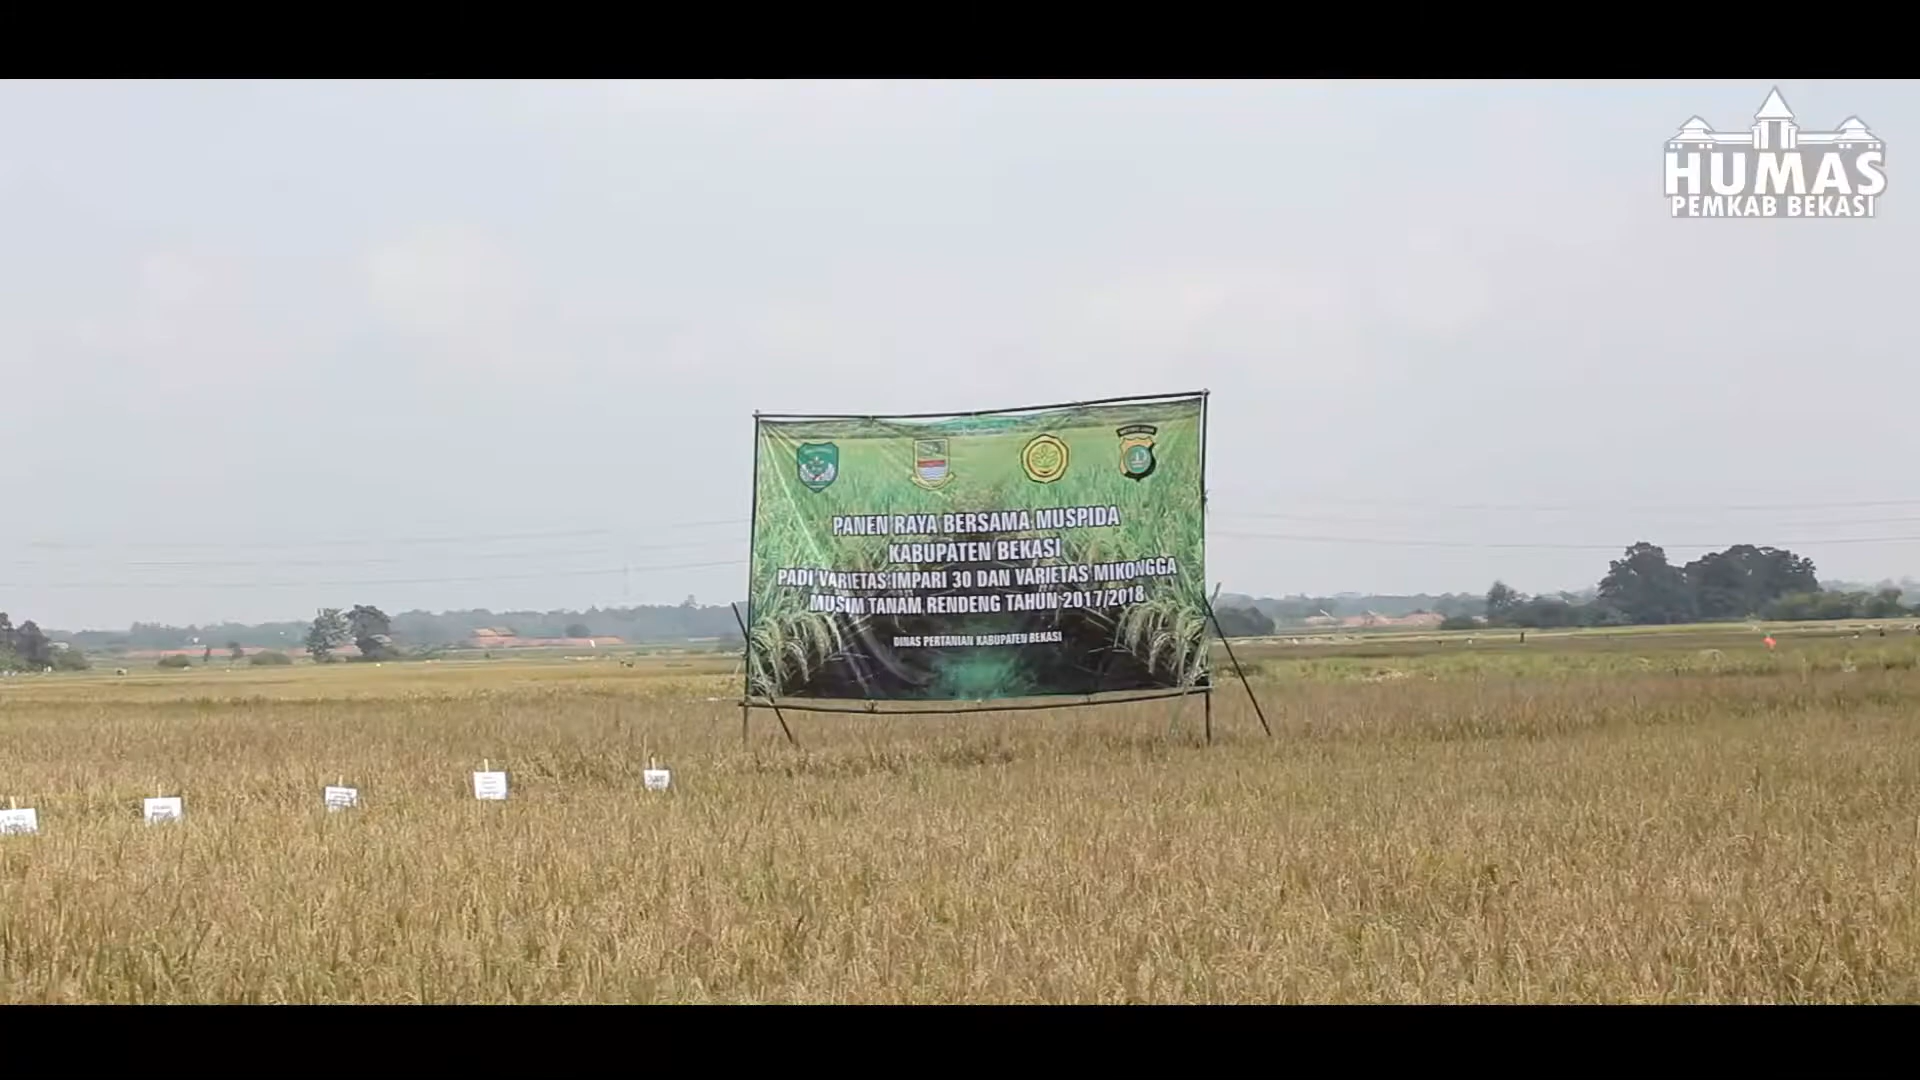 HUMAS
PEMKAB BEKASI
PANEN RAYA BERSAMA MUSPIDA
KABUPATEN BEKASI
PADI VARIETAS IMPARI 30 DAN VARIETAS MIKONGGA
MUSIM TANAM RENDENG TAHUN 2017/2018
DINAS PERTANIAN KABUPATEN BEKASI